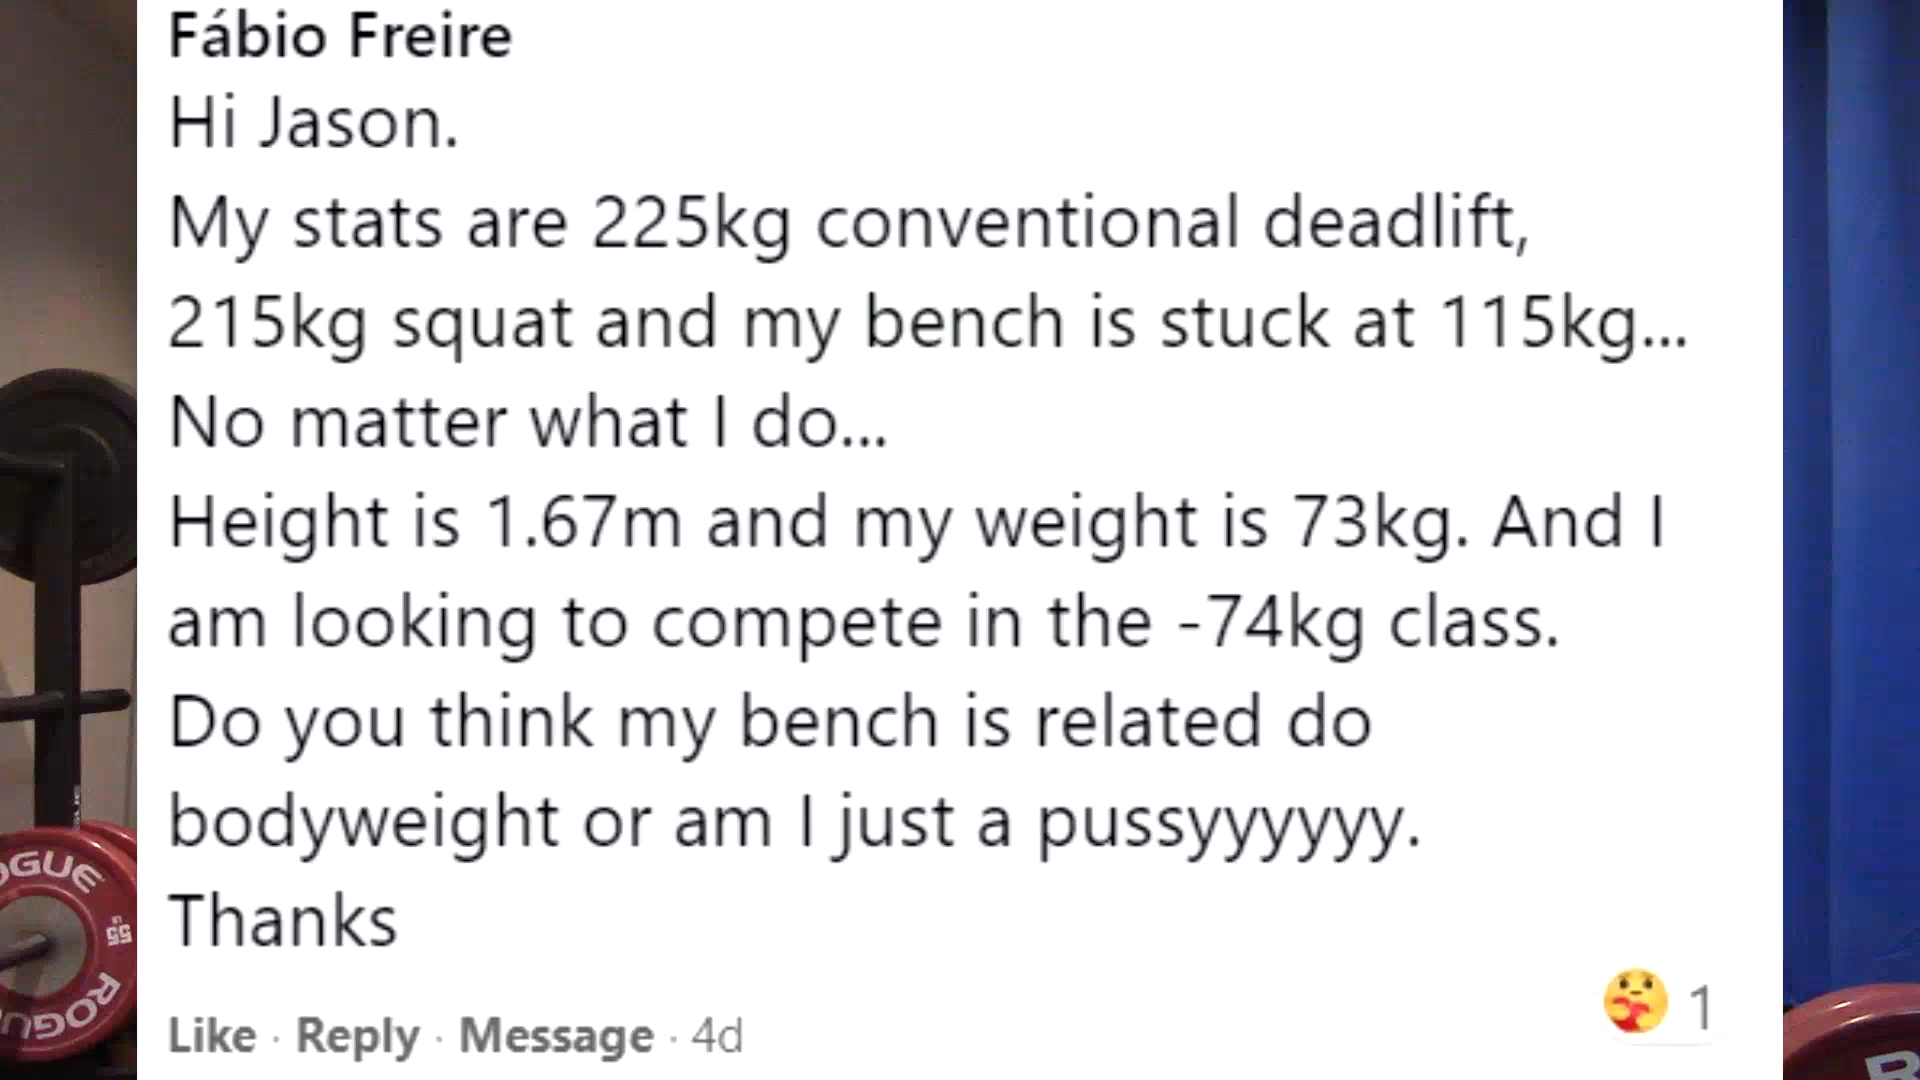 Fábio Freire
Hi Jason.
My stats are 225kg conventional deadlift,
215kg squat and my bench is stuck at 115kg...
No matter what I do...
Height is 1.67m and my weight is 73kg. And I
am looking to compete in the -74kg class.
Do you think my bench is related do
bodyweight or am I just a pussyyyyyy.
Thanks
Like · Reply · Message · 4d
1
OGUE
55
ROGU
R